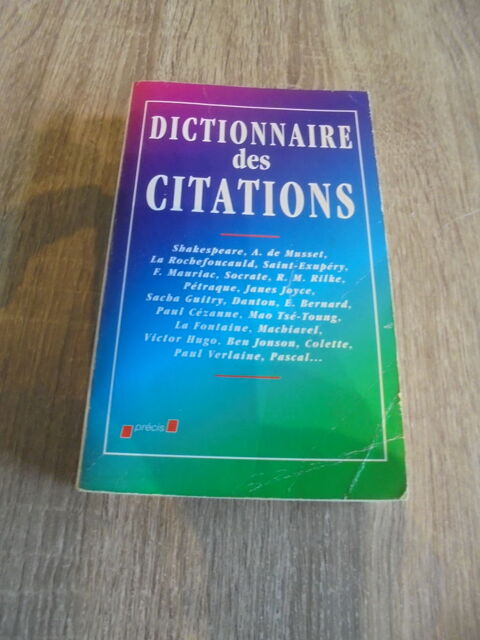 DICTIONNAIRE
des
CITATIONS
Shakespeare, A. de Musset,
La Rochefoucauld, Saint-Exupéry,
F. Mauriac, Socrate, R. M. Rilke,
Pétraque, Janes Joyce,
Sacha Guitry, Danton, E. Bernard,
Paul Cézanne, Mao Tsé-Toung,
La Fontaine, Machiavel,
Victor Hugo, Ben Jonson, Colette,
Paul Verlaine, Pascal...
précis